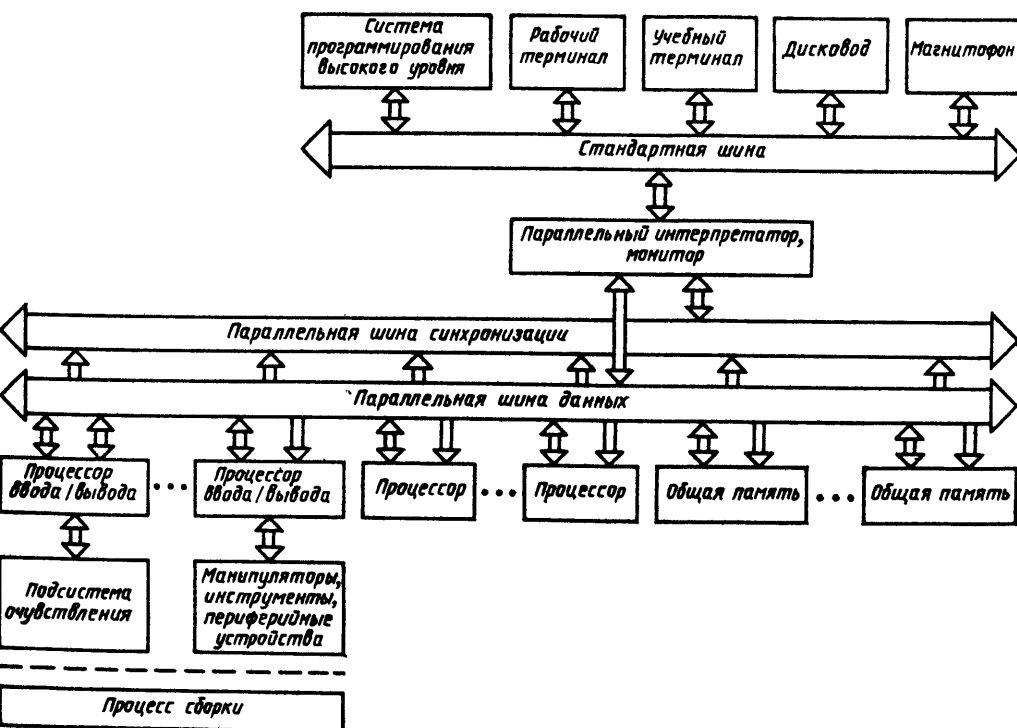 Система
программирования
высокого уровня
Рабочий
терминал
Учебный
терминал
Дисковод
Магнитофон
Стандартная шина
Параллельный интерпретатор,
монитор
Параллельная шина синхронизации
Параллельная шина данных
Процессор
ввода/вывода
...
Процессор
ввода/вывода
Процессор
...
Процессор
Общая память
...
Общая память
Подсистема
очувствления
Манипуляторы,
инструменты,
периферийные
устройства
Процесс сборки